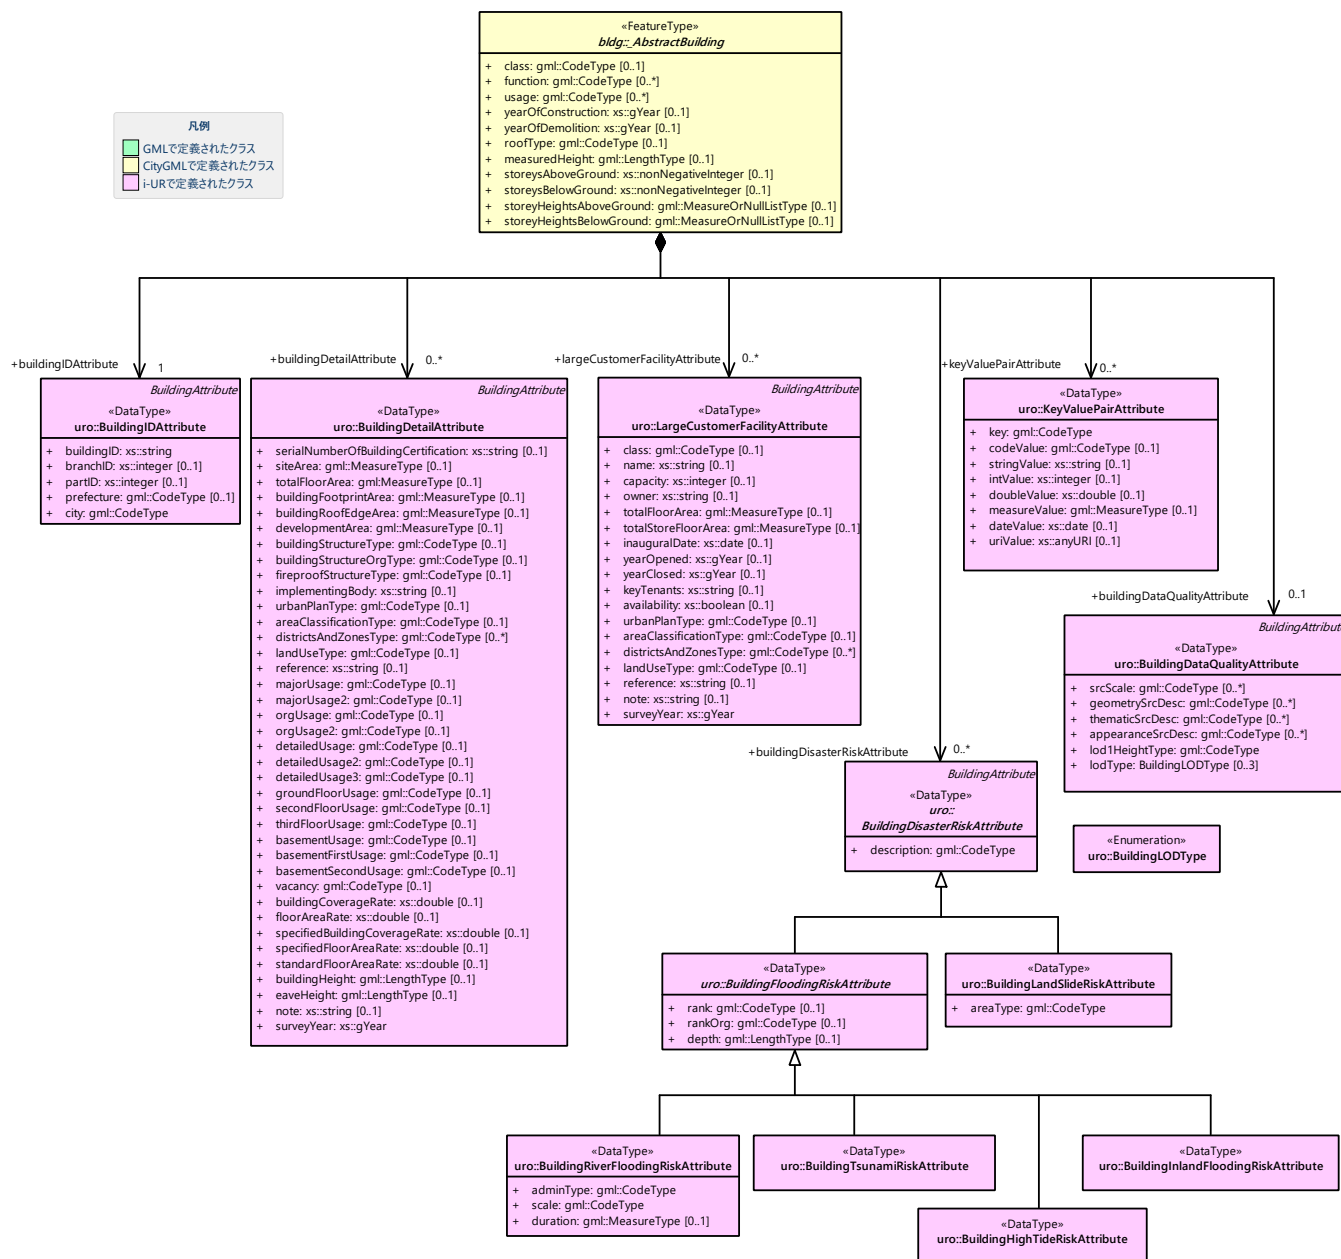 «FeatureType»
bldg::_AbstractBuilding
+ class: gml::CodeType [0..1]
+ function: gml::CodeType [0..*]
+ usage: gml::CodeType [0..*]
+ yearOfConstruction: xs::gYear [0..1]
+ yearOfDemolition: xs::gYear [0..1]
+ roofType: gml::CodeType [0..1]
+ measuredHeight: gml::LengthType [0..1]
+ storeysAboveGround: xs::nonNegativeInteger [0..1]
+ storeysBelowGround: xs::nonNegativeInteger [0..1]
+ storeyHeightsAboveGround: gml::MeasureOrNullListType [0..1]
+ storeyHeightsBelowGround: gml::MeasureOrNullListType [0..1]
凡例
GMLで定義されたクラス
CityGMLで定義されたクラス
i-URで定義されたクラス
+buildingIDAttribute
1
BuildingAttribute
«DataType»
uro::BuildingIDAttribute
+ buildingID: xs::string
+ branchID: xs::integer [0..1]
+ partID: xs::integer [0..1]
+ prefecture: gml::CodeType [0..1]
+ city: gml::CodeType
+buildingDetailAttribute
0..*
BuildingAttribute
«DataType»
uro::BuildingDetailAttribute
+ serialNumberOfBuildingCertification: xs::string [0..1]
+ siteArea: gml::MeasureType [0..1]
+ totalFloorArea: gml:MeasureType [0..1]
+ buildingFootprintArea: gml::MeasureType [0..1]
+ buildingRoofEdgeArea: gml::MeasureType [0..1]
+ developmentArea: gml::MeasureType [0..1]
+ buildingStructureType: gml::CodeType [0..1]
+ buildingStructureOrgType: gml::CodeType [0..1]
+ fireproofStructureType: gml::CodeType [0..1]
+ implementingBody: xs::string [0..1]
+ urbanPlanType: gml::CodeType [0..1]
+ areaClassificationType: gml::CodeType [0..1]
+ districtsAndZonesType: gml::CodeType [0..*]
+ landUseType: gml::CodeType [0..1]
+ reference: xs::string [0..1]
+ majorUsage: gml::CodeType [0..1]
+ majorUsage2: gml::CodeType [0..1]
+ orgUsage: gml::CodeType [0..1]
+ orgUsage2: gml::CodeType [0..1]
+ detailedUsage: gml::CodeType [0..1]
+ detailedUsage2: gml::CodeType [0..1]
+ detailedUsage3: gml::CodeType [0..1]
+ groundFloorUsage: gml::CodeType [0..1]
+ secondFloorUsage: gml::CodeType [0..1]
+ thirdFloorUsage: gml::CodeType [0..1]
+ basementUsage: gml::CodeType [0..1]
+ basementFirstUsage: gml::CodeType [0..1]
+ basementSecondUsage: gml::CodeType [0..1]
+ vacancy: gml::CodeType [0..1]
+ buildingCoverageRate: xs::double [0..1]
+ floorAreaRate: xs::double [0..1]
+ specifiedBuildingCoverageRate: xs::double [0..1]
+ specifiedFloorAreaRate: xs::double [0..1]
+ standardFloorAreaRate: xs::double [0..1]
+ buildingHeight: gml::LengthType [0..1]
+ eaveHeight: gml::LengthType [0..1]
+ note: xs::string [0..1]
+ surveyYear: xs::gYear
+largeCustomerFacilityAttribute
0..*
BuildingAttribute
«DataType»
uro::LargeCustomerFacilityAttribute
+ class: gml::CodeType [0..1]
+ name: xs::string [0..1]
+ capacity: xs::integer [0..1]
+ owner: xs::string [0..1]
+ totalFloorArea: gml::MeasureType [0..1]
+ totalStoreFloorArea: gml::MeasureType [0..1]
+ inauguralDate: xs::date [0..1]
+ yearOpened: xs::gYear [0..1]
+ yearClosed: xs::gYear [0..1]
+ keyTenants: xs::string [0..1]
+ availability: xs::boolean [0..1]
+ urbanPlanType: gml::CodeType [0..1]
+ areaClassificationType: gml::CodeType [0..1]
+ districtsAndZonesType: gml::CodeType [0..*]
+ landUseType: gml::CodeType [0..1]
+ reference: xs::string [0..1]
+ note: xs::string [0..1]
+ surveyYear: xs::gYear
+keyValuePairAttribute
0..*
«DataType»
uro::KeyValuePairAttribute
+ key: gml::CodeType
+ codeValue: gml::CodeType [0..1]
+ stringValue: xs::string [0..1]
+ intValue: xs::integer [0..1]
+ doubleValue: xs::double [0..1]
+ measureValue: gml::MeasureType [0..1]
+ dateValue: xs::date [0..1]
+ uriValue: xs::anyURI [0..1]
+buildingDataQualityAttribute
0..1
BuildingAttribute
«DataType»
uro::BuildingDataQualityAttribute
+ srcScale: gml::CodeType [0..*]
+ geometrySrcDesc: gml::CodeType [0..*]
+ thematicSrcDesc: gml::CodeType [0..*]
+ appearanceSrcDesc: gml::CodeType [0..*]
+ lod1HeightType: gml::CodeType
+ lodType: BuildingLODType [0..3]
+buildingDisasterRiskAttribute
0..*
BuildingAttribute
«DataType»
uro::
BuildingDisasterRiskAttribute
+ description: gml::CodeType
«Enumeration»
uro::BuildingLODType
«DataType»
uro::BuildingFloodingRiskAttribute
+ rank: gml::CodeType [0..1]
+ rankOrg: gml::CodeType [0..1]
+ depth: gml::LengthType [0..1]
«DataType»
uro::BuildingLandSlideRiskAttribute
+ areaType: gml::CodeType
«DataType»
uro::BuildingRiverFloodingRiskAttribute
+ adminType: gml::CodeType
+ scale: gml::CodeType
+ duration: gml::MeasureType [0..1]
«DataType»
uro::BuildingTsunamiRiskAttribute
«DataType»
uro::BuildingInlandFloodingRiskAttribute
«DataType»
uro::BuildingHighTideRiskAttribute